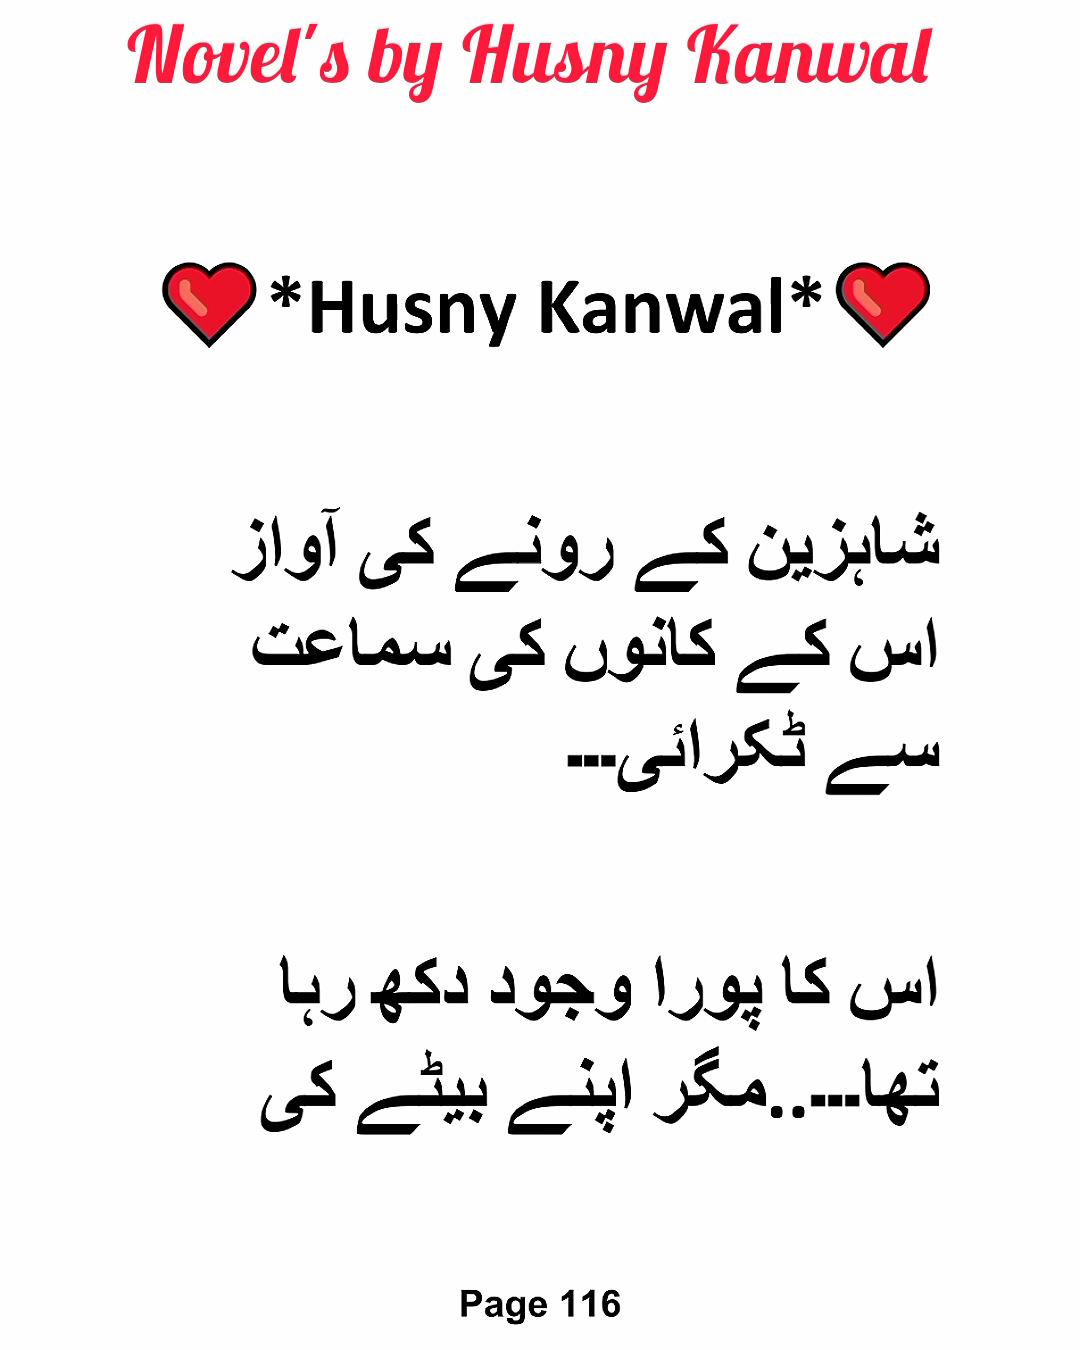 Novel's by Husny Kanwal
❤*Husny Kanwal*❤
شاہزین کے رونے کی آواز
اس کے کانوں کی سماعت
سے ٹکرائی---
اس کا پورا وجود دکھ رہا
تھا---..مگر اپنے بیٹے کی
Page 116